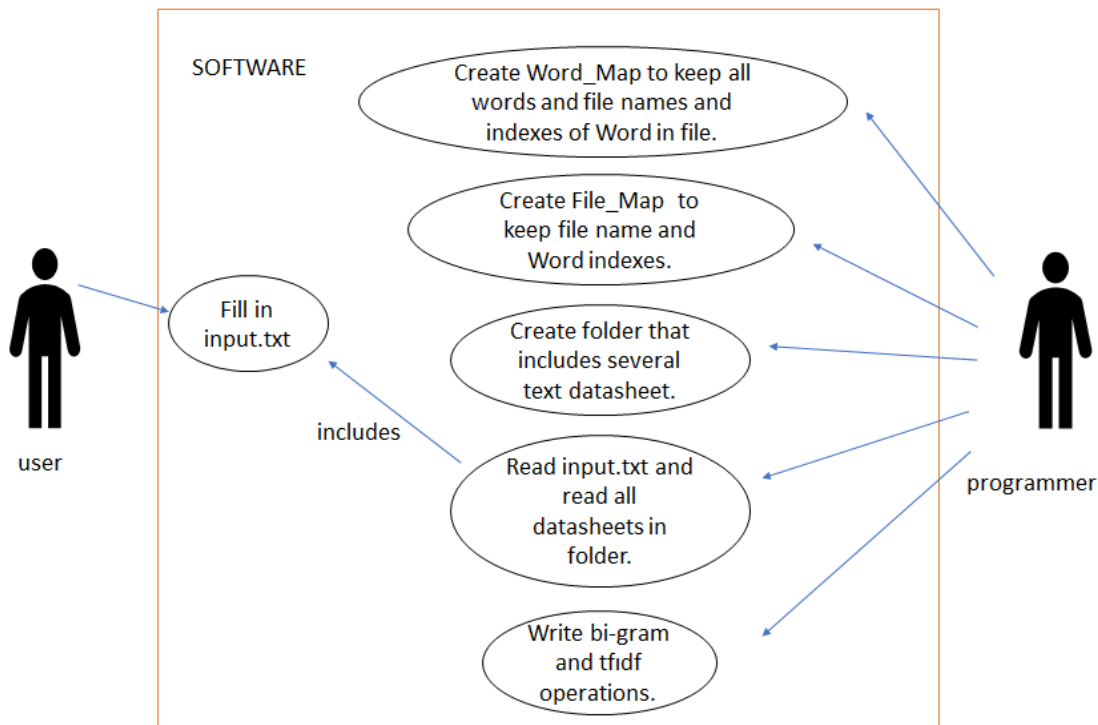 SOFTWARE
Create Word_Map to keep all
words and file names and
indexes of Word in file.
Create File_Map to
keep file name and
Word indexes.
Fill in
input.txt
Create folder that
includes several
text datasheet.
includes
user
Read input.txt and
read all
datasheets in
folder.
programmer
Write bi-gram
and tfıdf
operations.